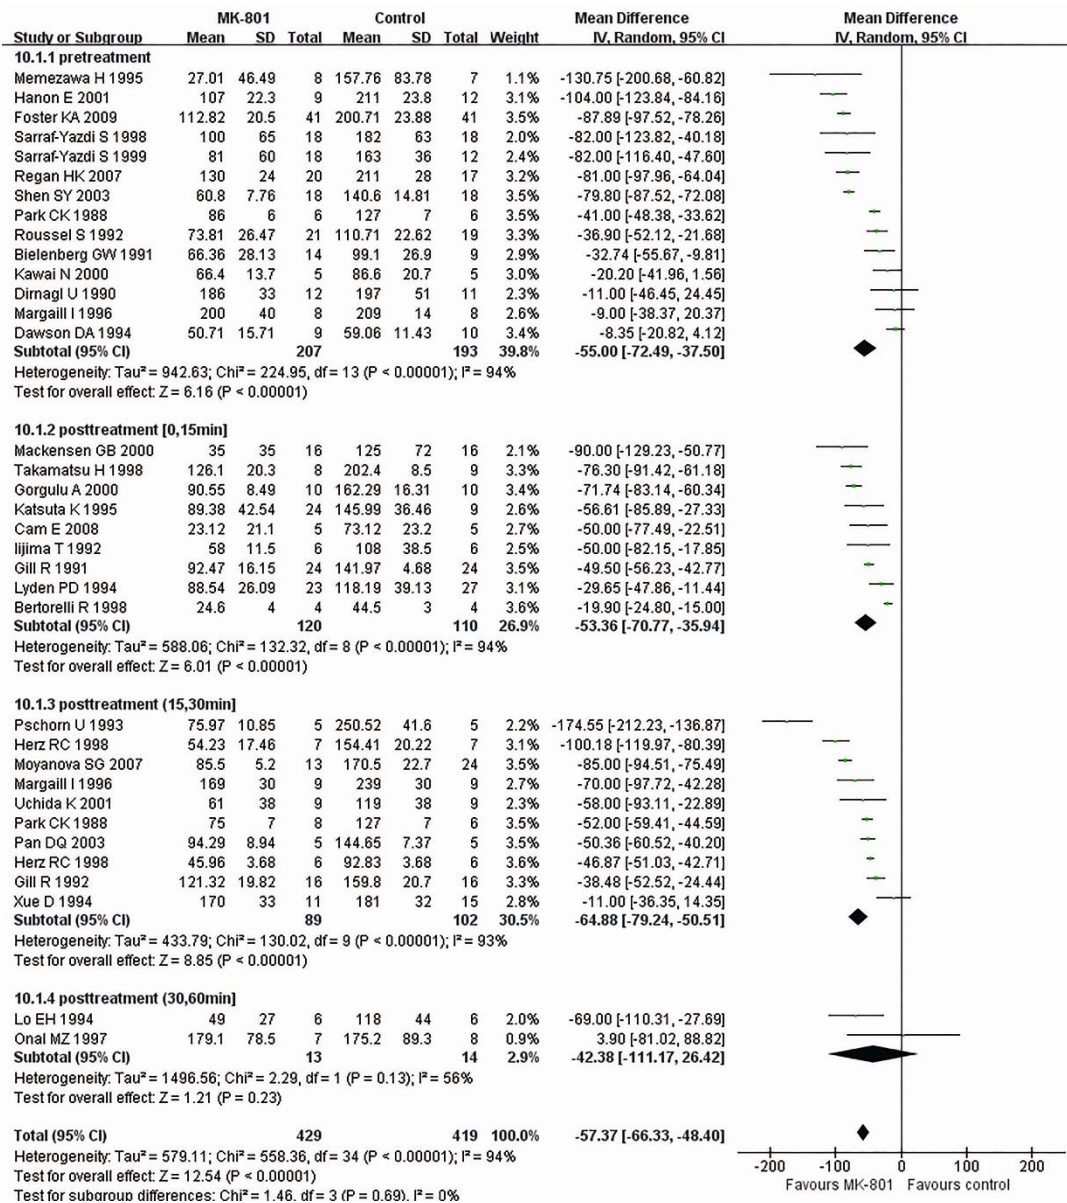 MK-801 Control Mean Difference Mean Difference
Study or Subgroup Mean SD Total Mean SD Total Weight IV, Random, 95% CI IV, Random, 95% CI
10.1.1 pretreatment
Memezawa H 1995 27.01 46.49 8 157.76 83.78 7 1.1% -130.75 [-200.68, -60.82]
Hanon E 2001 107 22.3 9 211 23.8 12 3.1% -104.00 [-123.84, -84.16]
Foster KA 2009 112.82 20.5 41 200.71 23.88 41 3.5% -87.89 [-97.52, -78.26]
Sarraf-Yazdi S 1998 100 65 18 182 63 18 2.0% -82.00 [-123.82, -40.18]
Sarraf-Yazdi S 1999 81 60 18 163 36 12 2.4% -82.00 [-116.40, -47.60]
Regan HK 2007 130 24 20 211 28 17 3.2% -81.00 [-97.96, -64.04]
Shen SY 2003 60.8 7.76 18 140.6 14.81 18 3.5% -79.80 [-87.52, -72.08]
Park CK 1988 86 6 6 127 7 6 3.5% -41.00 [-48.38, -33.62]
Roussel S 1992 73.81 26.47 21 110.71 22.62 19 3.3% -36.90 [-52.12, -21.68]
Bielenberg GW 1991 66.36 28.13 14 99.1 26.9 9 2.9% -32.74 [-55.67, -9.81]
Kawai N 2000 66.4 13.7 5 86.6 20.7 5 3.0% -20.20 [-41.96, 1.56]
Dirnagl U 1990 186 33 12 197 51 11 2.3% -11.00 [-46.45, 24.45]
Margaill I 1996 200 40 8 209 14 8 2.6% -9.00 [-38.37, 20.37]
Dawson DA 1994 50.71 15.71 9 59.06 11.43 10 3.4% -8.35 [-20.82, 4.12]
Subtotal (95% CI) 207 193 39.8% -55.00 [-72.49, -37.50]
Heterogeneity: Tau² = 942.63; Chi² = 224.95, df = 13 (P < 0.00001); I² = 94%
Test for overall effect: Z = 6.16 (P < 0.00001)
10.1.2 posttreatment [0,15min]
Mackensen GB 2000 35 35 16 125 72 16 2.1% -90.00 [-129.23, -50.77]
Takamatsu H 1998 126.1 20.3 8 202.4 8.5 9 3.3% -76.30 [-91.42, -61.18]
Gorgulu A 2000 90.55 8.49 10 162.29 16.31 10 3.4% -71.74 [-83.14, -60.34]
Katsuta K 1995 89.38 42.54 24 145.99 36.46 9 2.6% -56.61 [-85.89, -27.33]
Cam E 2008 23.12 21.1 5 73.12 23.2 5 2.7% -50.00 [-77.49, -22.51]
Iijima T 1992 58 11.5 6 108 38.5 6 2.5% -50.00 [-82.15, -17.85]
Gill R 1991 92.47 16.15 24 141.97 4.68 24 3.5% -49.50 [-56.23, -42.77]
Lyden PD 1994 88.54 26.09 23 118.19 39.13 27 3.1% -29.65 [-47.86, -11.44]
Bertorelli R 1998 24.6 4 4 44.5 3 4 3.6% -19.90 [-24.80, -15.00]
Subtotal (95% CI) 120 110 26.9% -53.36 [-70.77, -35.94]
Heterogeneity: Tau² = 588.06; Chi² = 132.32, df = 8 (P < 0.00001); I² = 94%
Test for overall effect: Z = 6.01 (P < 0.00001)
10.1.3 posttreatment (15,30min]
Pschorn U 1993 75.97 10.85 5 250.52 41.6 5 2.2% -174.55 [-212.23, -136.87]
Herz RC 1998 54.23 17.46 7 154.41 20.22 7 3.1% -100.18 [-119.97, -80.39]
Moyanova SG 2007 85.5 5.2 13 170.5 22.7 24 3.5% -85.00 [-94.51, -75.49]
Margaill I 1996 169 30 9 239 30 9 2.7% -70.00 [-97.72, -42.28]
Uchida K 2001 61 38 9 119 38 9 2.3% -58.00 [-93.11, -22.89]
Park CK 1988 75 7 8 127 7 6 3.5% -52.00 [-59.41, -44.59]
Pan DQ 2003 94.29 8.94 5 144.65 7.37 5 3.4% -50.36 [-60.52, -40.20]
Herz RC 1998 45.96 3.68 6 92.83 3.68 6 3.6% -46.87 [-51.03, -42.71]
Gill R 1992 121.32 19.82 16 159.8 20.7 16 3.3% -38.48 [-52.52, -24.44]
Xue D 1994 170 33 11 181 32 15 2.8% -11.00 [-36.35, 14.35]
Subtotal (95% CI) 89 102 30.5% -64.88 [-79.24, -50.51]
Heterogeneity: Tau² = 433.79; Chi² = 130.02, df = 9 (P < 0.00001); I² = 93%
Test for overall effect: Z = 8.85 (P < 0.00001)
10.1.4 posttreatment (30,60min]
Lo EH 1994 49 27 6 118 44 6 2.0% -69.00 [-110.31, -27.69]
Onal MZ 1997 179.1 78.5 7 175.2 89.3 8 0.9% 3.90 [-81.02, 88.82]
Subtotal (95% CI) 13 14 2.9% -42.38 [-111.17, 26.42]
Heterogeneity: Tau² = 1496.56; Chi² = 2.29, df = 1 (P = 0.13); I² = 56%
Test for overall effect: Z = 1.21 (P = 0.23)
Total (95% CI) 429 419 100.0% -57.37 [-66.33, -48.40]
Heterogeneity: Tau² = 579.11; Chi² = 558.36, df = 34 (P < 0.00001); I² = 94%
Test for overall effect: Z = 12.54 (P < 0.00001)
Test for subgroup differences: Chi² = 1.46, df = 3 (P = 0.69), I² = 0%
-200 -100 0 100 200
Favours MK-801 Favours control